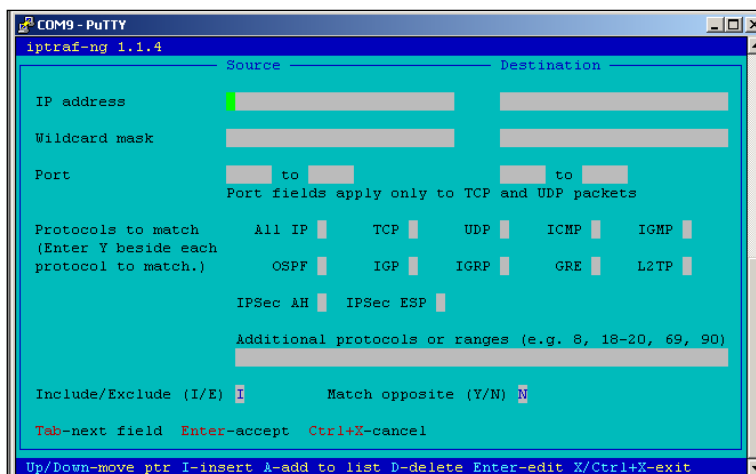 COM9 - PuTTY
iptraf-ng 1.1.4
Source Destination
IP address
Wildcard mask
Port to to
Port fields apply only to TCP and UDP packets
Protocols to match All IP TCP UDP ICMP IGMP
(Enter Y beside each
protocol to match.) OSPF IGP IGRP GRE L2TP
IPSec AH IPSec ESP
Additional protocols or ranges (e.g. 8, 18-20, 69, 90)
Include/Exclude (I/E) I Match opposite (Y/N) N
Tab-next field Enter-accept Ctrl+X-cancel
Up/Down-move ptr I-insert A-add to list D-delete Enter-edit X/Ctrl+X-exit